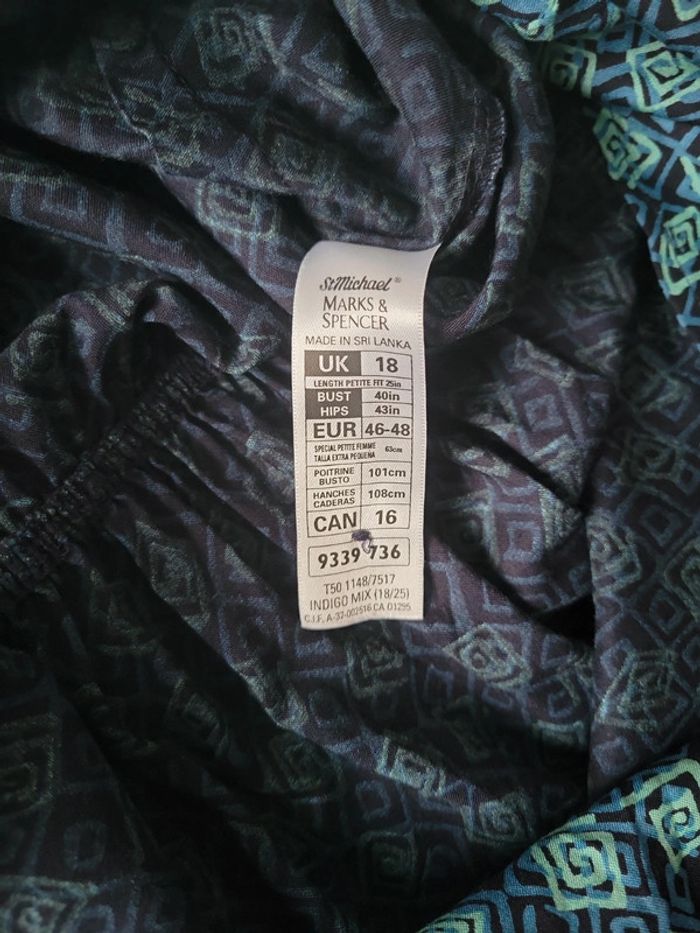 StMichael®
MARKS &
SPENCER
MADE IN SRI LANKA
UK 18
LENGTH PETITE FIT 25in
BUST 40in
HIPS 43in
EUR 46-48
SPECIAL PETITE FEMME 63cm
TALLA EXTRA PEQUEÑA
POITRINE 101cm
BUSTO
HANCHES 108cm
CADERAS
CAN 16
9339 736
T50 1148/7517
INDIGO MIX (18/25)
C.I.F. A-37-002516 CA 01295